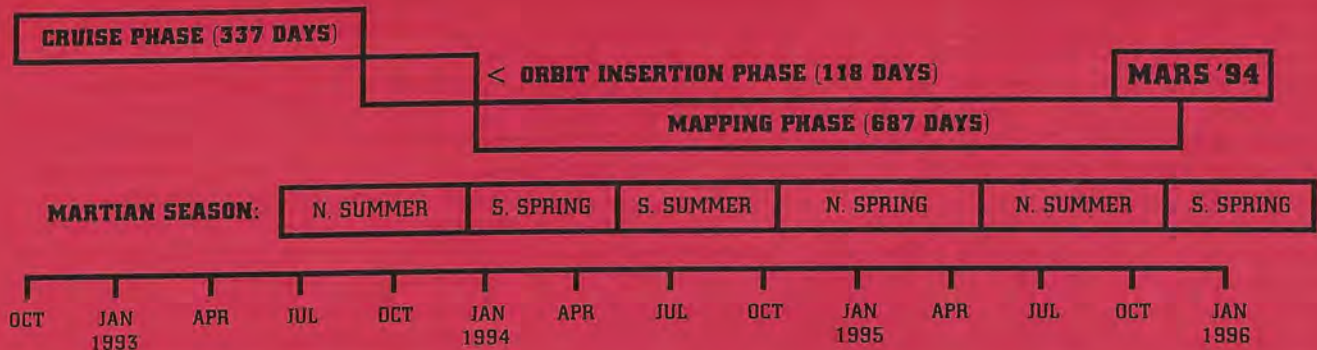 CRUISE PHASE (337 DAYS)
< ORBIT INSERTION PHASE (118 DAYS)
MARS '94
MAPPING PHASE (687 DAYS)
MARTIAN SEASON: N. SUMMER S. SPRING S. SUMMER N. SPRING N. SUMMER S. SPRING
OCT JAN APR JUL OCT JAN APR JUL OCT JAN APR JUL OCT JAN
1993 1994 1995 1996